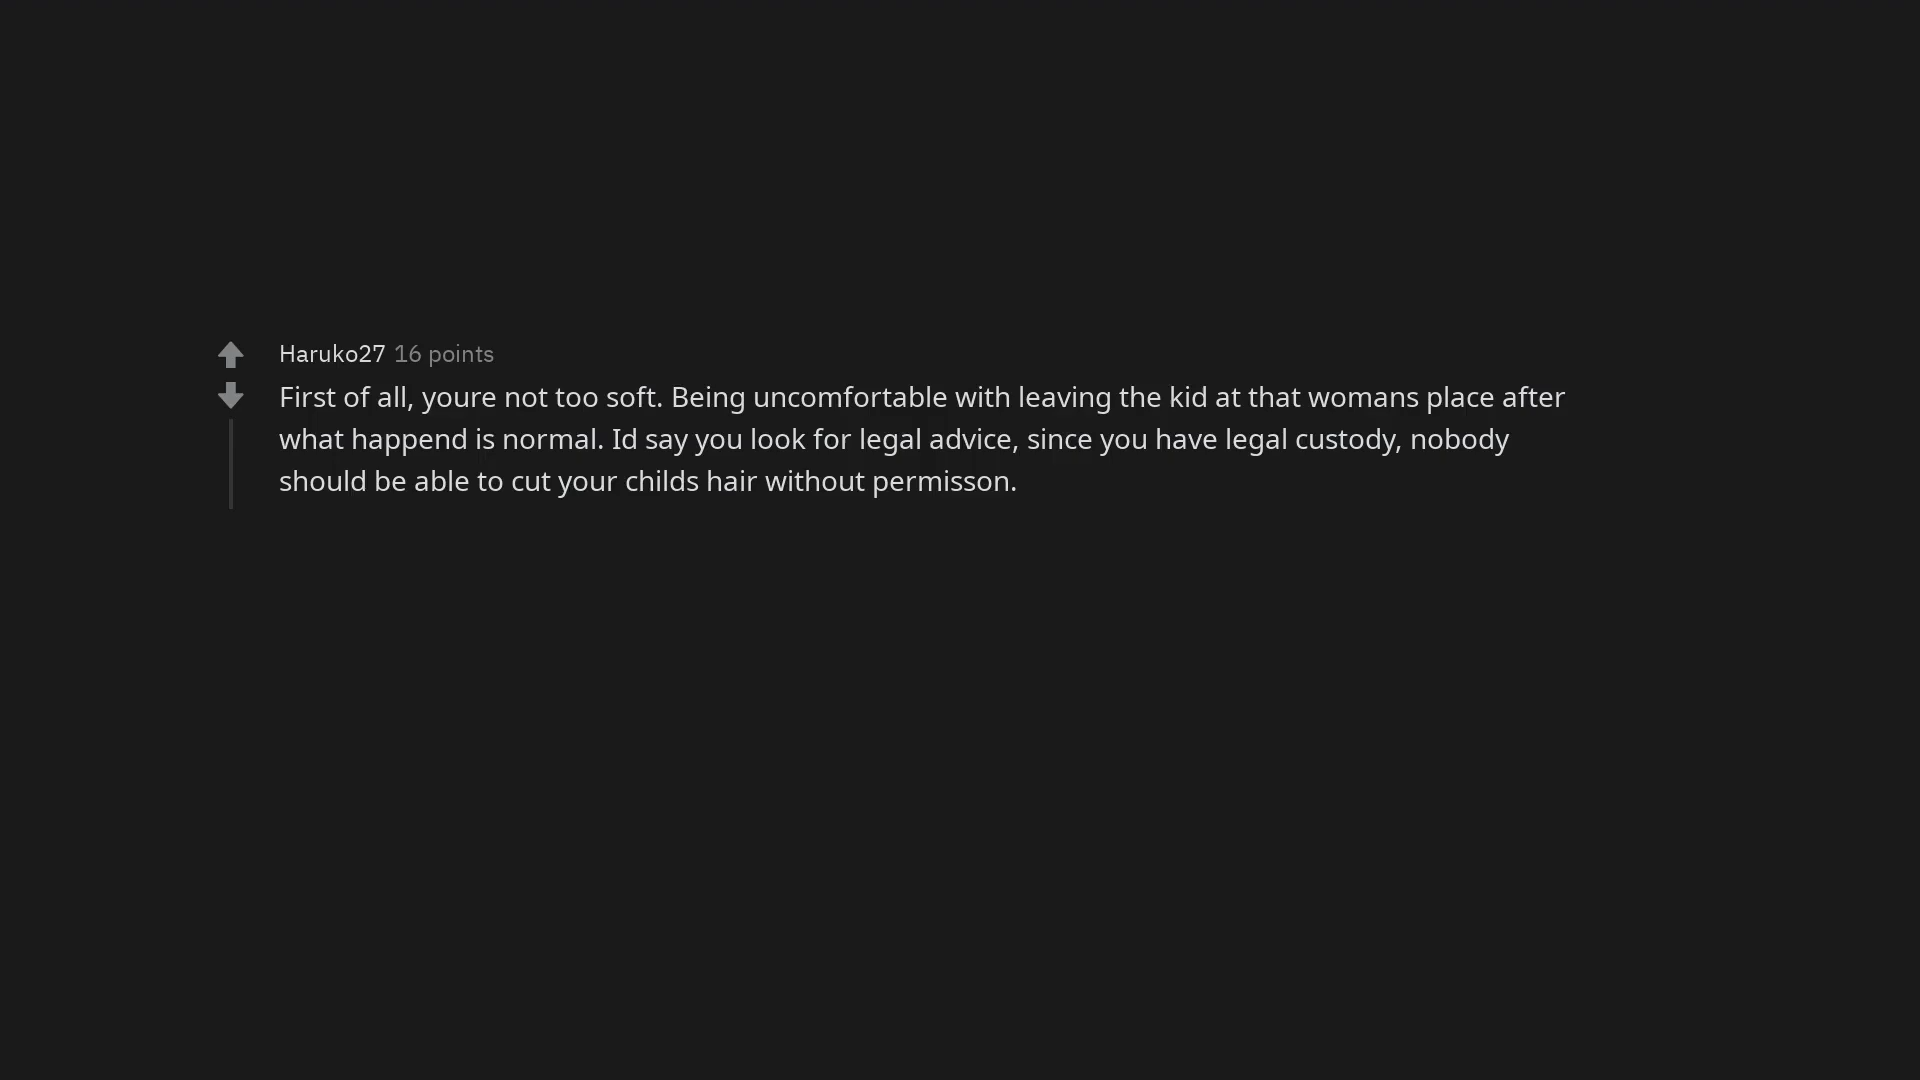 Haruko27 16 points
First of all, youre not too soft. Being uncomfortable with leaving the kid at that womans place after
what happend is normal. Id say you look for legal advice, since you have legal custody, nobody
should be able to cut your childs hair without permisson.